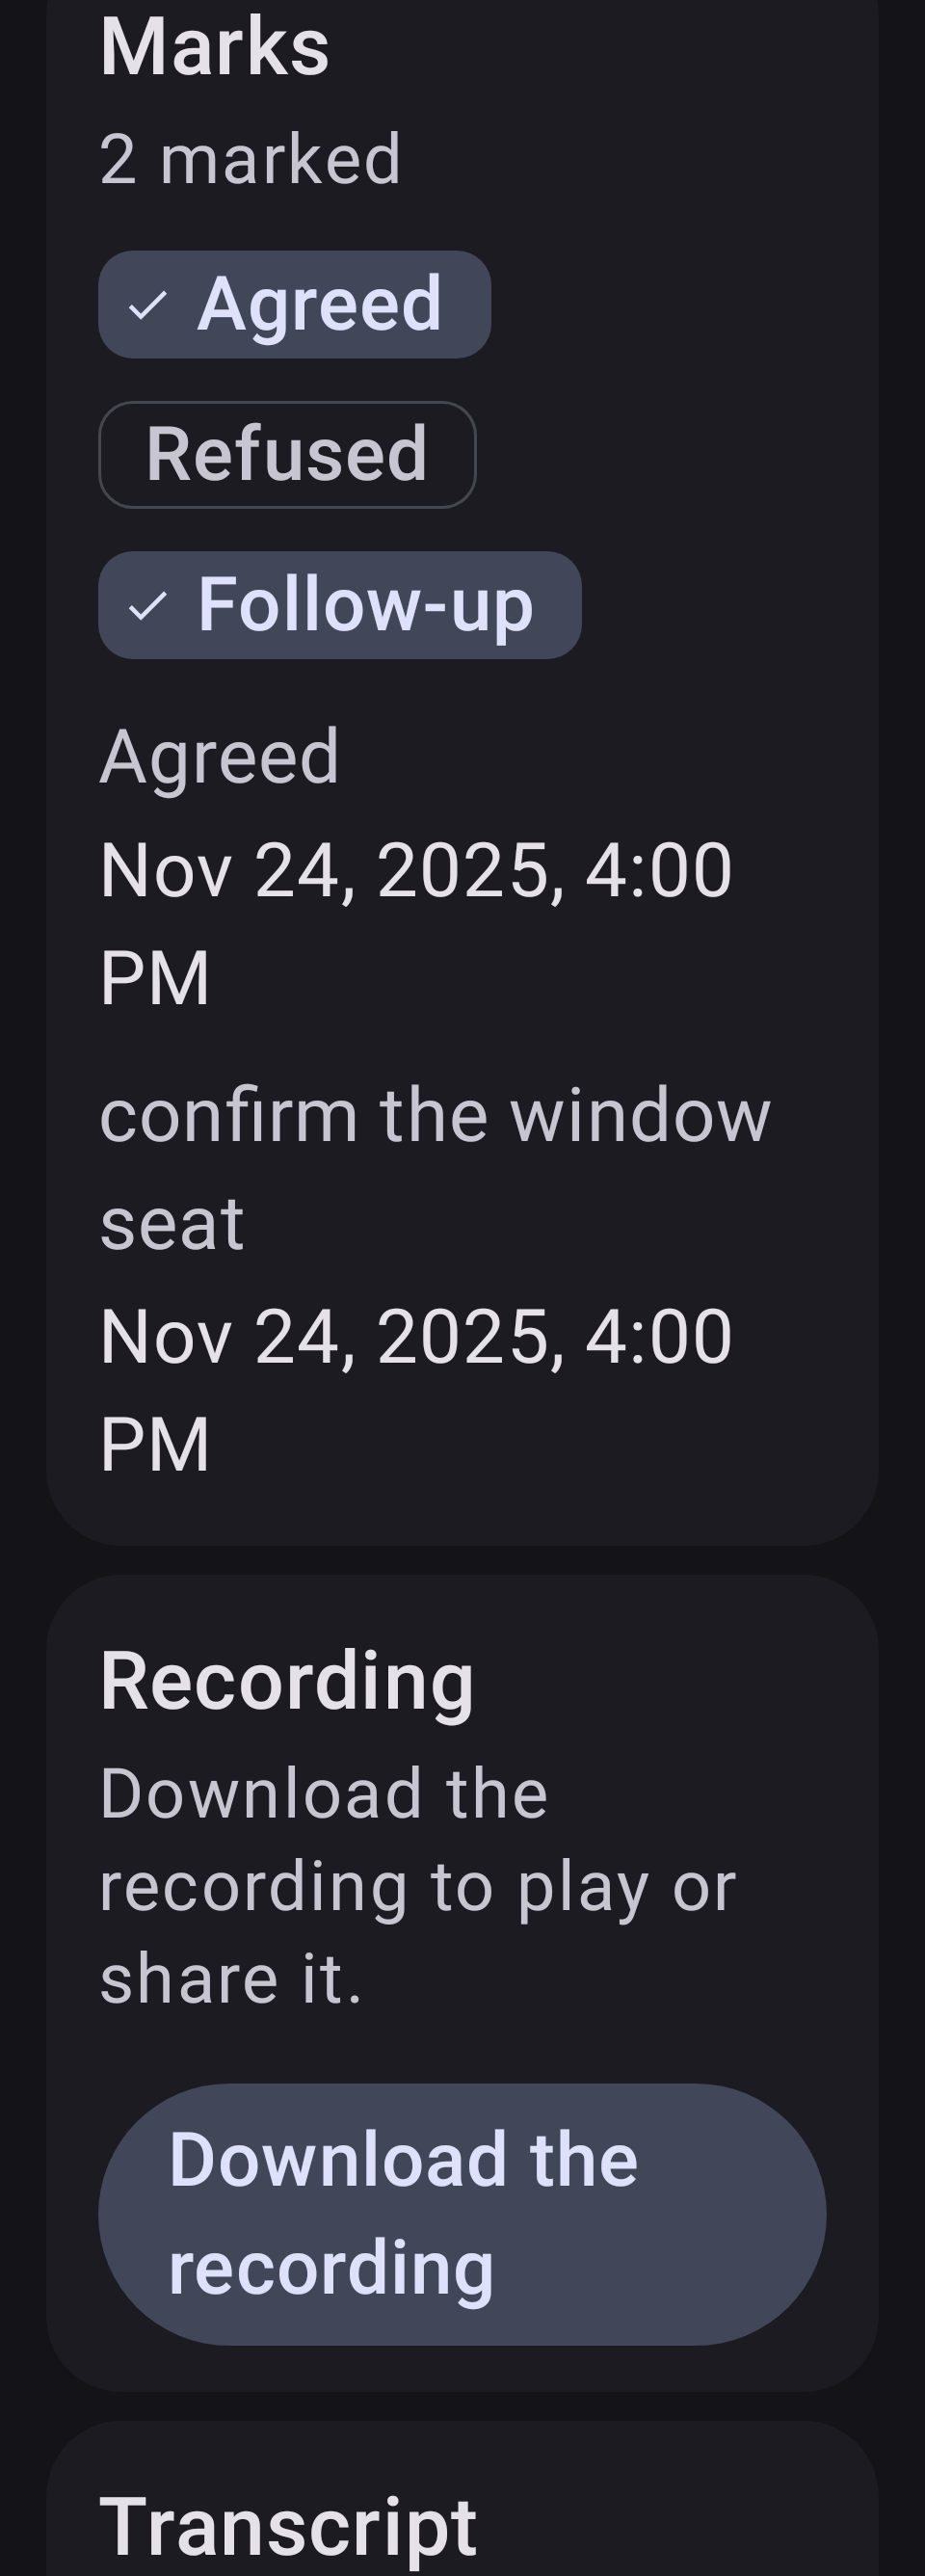 Marks
2 marked
Agreed
Refused
Follow-up
Agreed
Nov 24, 2025, 4:00
PM
confirm the window
seat
Nov 24, 2025, 4:00
PM
Recording
Download the
recording to play or
share it.
Download the
recording
Transcript